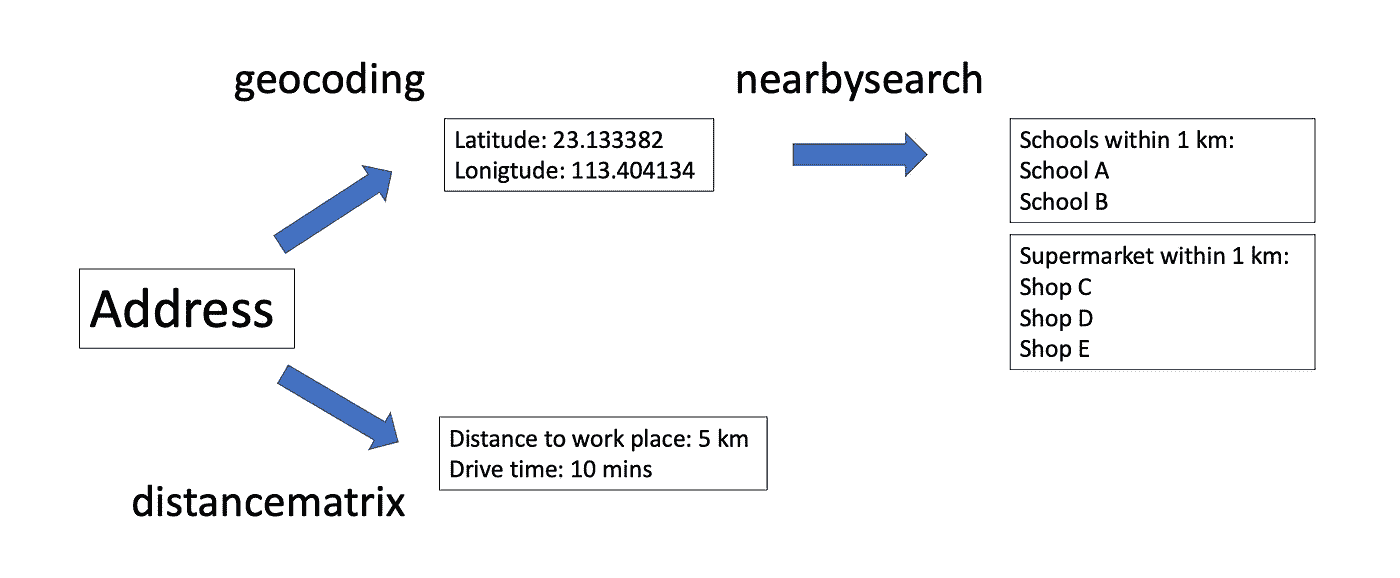 geocoding
nearbysearch
Latitude: 23.133382
Lonigtude: 113.404134
Schools within 1 km:
School A
School B
Supermarket within 1 km:
Shop C
Shop D
Shop E
Address
Distance to work place: 5 km
Drive time: 10 mins
distancematrix